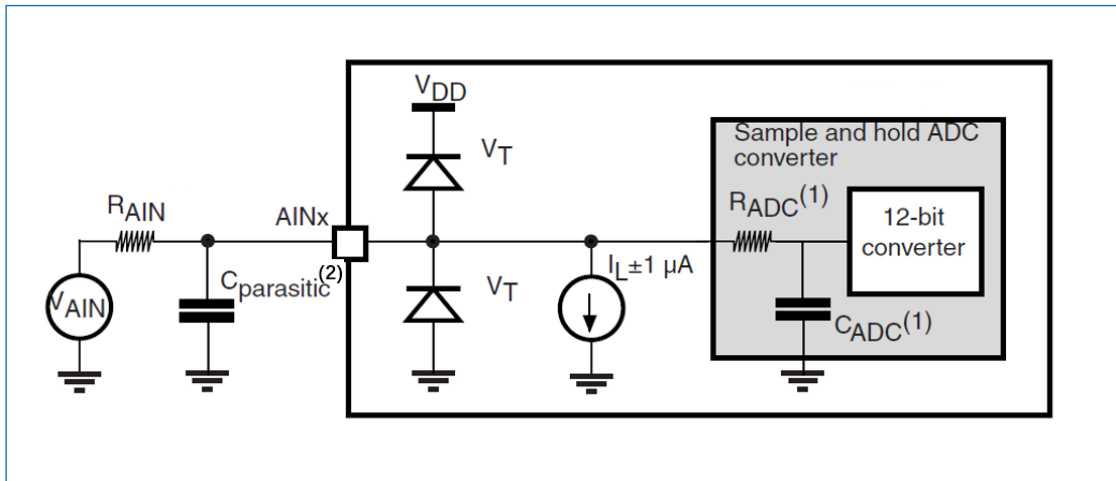 VDD
VT
Sample and hold ADC
converter
RAIN
AINx
RADC(1)
12-bit
converter
VAIN
Cparasitic(2)
VT
IL±1 µA
CADC(1)